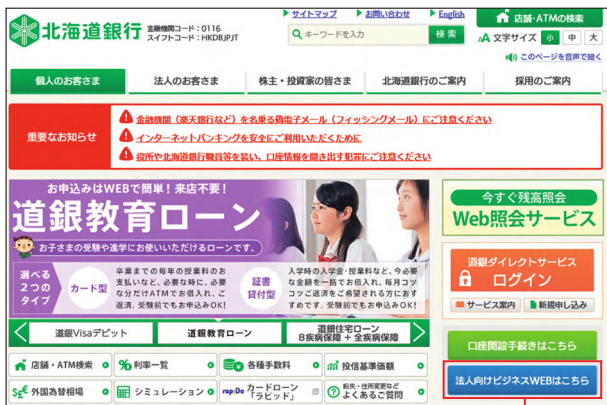 北海道銀行
金融機関コード:0116
スイフトコード:HKDBJPJT
サイトマップ お問い合わせ English
店舗・ATMの検索
キーワードを入力 検索
文字サイズ 小 中 大
このページを音声で聞く
個人のお客さま 法人のお客さま 株主・投資家の皆さま 北海道銀行のご案内 採用のご案内
重要なお知らせ
金融機関(楽天銀行など)を名乗る偽電子メール(フィッシングメール)にご注意ください
インターネットバンキングを安全にご利用いただくために
役所や北海道銀行職員等を装い、口座情報を聞き出す犯罪にご注意ください
お申込みはWEBで簡単!来店不要!
道銀教育ローン
お子さまの受験や進学にお使いいただけるローンです。
選べる
2つの
タイプ
カード型
卒業までの毎年の授業料のお
支払いなど、必要な時に、必要
な分だけATMでお借入れ、ご
返済。受験前でもお申込みOK!
証書
貸付型
入学時の入学金・授業料など、今必要
な金額を一括でお借入れ、毎月コツ
コツご返済をご希望される方におす
すめです。受験前でもお申込みOK!
道銀Visaデビット 道銀教育ローン
道銀住宅ローン
8疾病保障 + 全疾病保障
店舗・ATM検索 利率一覧 各種手数料 投信基準価額
外国為替相場 シミュレーション
rapiDo カードローン
「ラピッド」
紛失・住所変更など
よくあるご質問
今すぐ残高照会
Web照会サービス
道銀ダイレクトサービス
ログイン
サービス案内 新規申し込み
口座開設手続きはこちら
法人向けビジネスWEBはこちら